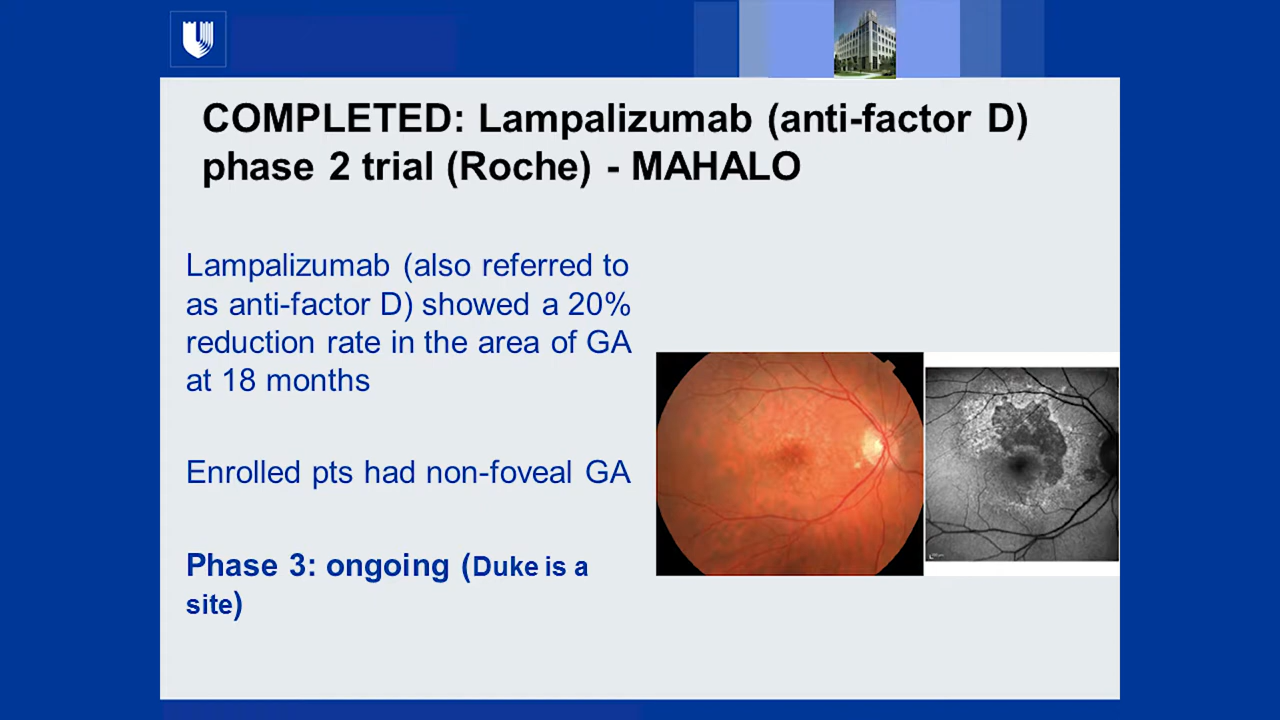 COMPLETED: Lampalizumab (anti-factor D)
phase 2 trial (Roche) - MAHALO
Lampalizumab (also referred to
as anti-factor D) showed a 20%
reduction rate in the area of GA
at 18 months
Enrolled pts had non-foveal GA
Phase 3: ongoing (Duke is a
site)